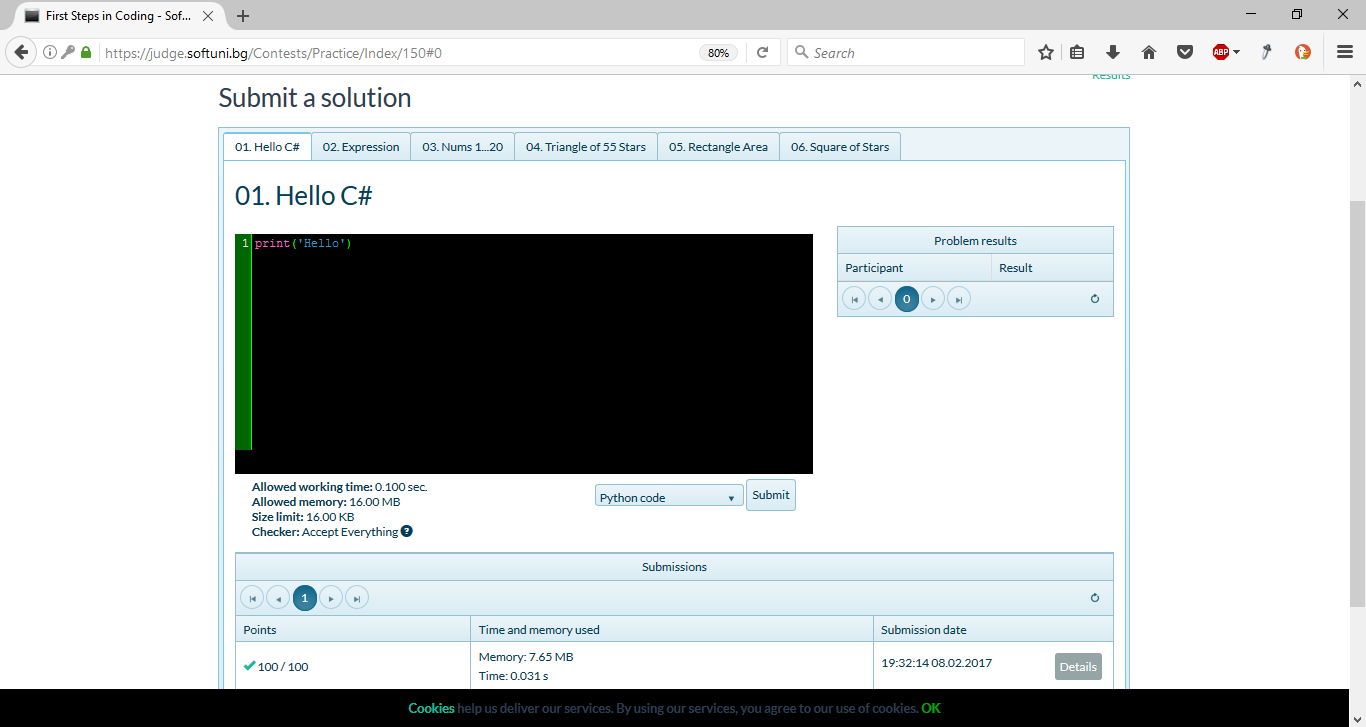 First Steps in Coding - Sof...
https://judge.softuni.bg/Contests/Practice/Index/150#0
80%
Search
ABP
Results
Submit a solution
01. Hello C#
02. Expression
03. Nums 1...20
04. Triangle of 55 Stars
05. Rectangle Area
06. Square of Stars
01. Hello C#
1 print('Hello')
Problem results
Participant
Result
0
Allowed working time: 0.100 sec.
Allowed memory: 16.00 MB
Size limit: 16.00 KB
Checker: Accept Everything ?
Python code
Submit
Submissions
1
Points
Time and memory used
Submission date
100 / 100
Memory: 7.65 MB
Time: 0.031 s
19:32:14 08.02.2017
Details
Cookies help us deliver our services. By using our services, you agree to our use of cookies. OK